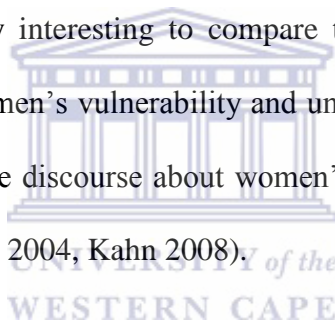 interesting to compare
men’s vulnerability and un
e discourse about women’
2004, Kahn 2008).
UNIVERSITY of the
WESTERN CAPE